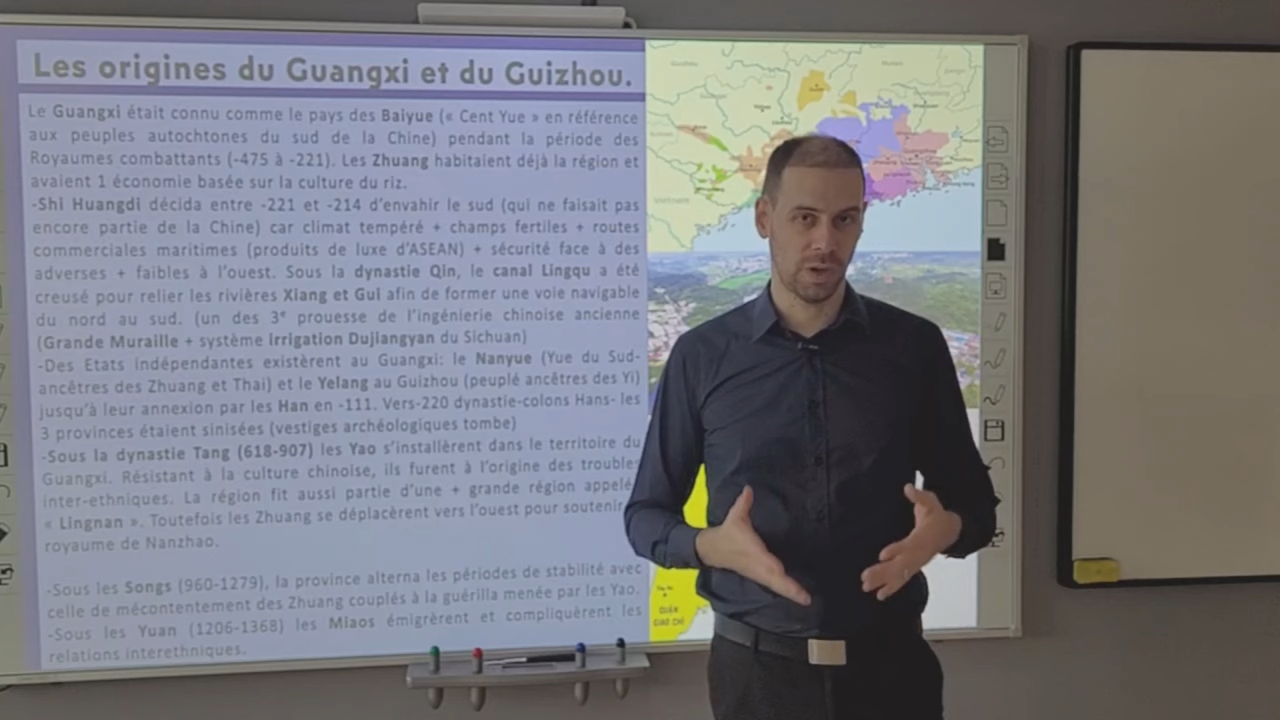 Les origines du Guangxi et du Guizhou.
Le Guangxi était connu comme le pays des Baiyue (« Cent Yue » en référence
aux peuples autochtones du sud de la Chine) pendant la période des
Royaumes combattants (-475 à -221). Les Zhuang habitaient déjà la région et
avaient 1 économie basée sur la culture du riz.
-Shi Huangdi décida entre -221 et -214 d'envahir le sud (qui ne faisait pas
encore partie de la Chine) car climat tempéré + champs fertiles + routes
commerciales maritimes (produits de luxe d'ASEAN) + sécurité face à des
adverses + faibles à l'ouest. Sous la dynastie Qin, le canal Lingqu a été
creusé pour relier les rivières Xiang et Gui afin de former une voie navigable
du nord au sud. (un des 3e prouesse de l'ingénierie chinoise ancienne
(Grande Muraille + système Irrigation Dujiangyan du Sichuan)
-Des Etats indépendantes existèrent au Guangxi: le Nanyue (Yue du Sud-
ancêtres des Zhuang et Thai) et le Yelang au Guizhou (peuplé ancêtres des Yi)
jusqu'à leur annexion par les Han en -111. Vers-220 dynastie-colons Hans- les
3 provinces étaient sinisées (vestiges archéologiques tombe)
-Sous la dynastie Tang (618-907) les Yao s'installèrent dans le territoire du
Guangxi. Résistant à la culture chinoise, ils furent à l'origine des troubles
inter-ethniques. La région fit aussi partie d'une + grande région appelé
« Lingnan ». Toutefois les Zhuang se déplacèrent vers l'ouest pour soutenir
royaume de Nanzhao.
-Sous les Songs (960-1279), la province alterna les périodes de stabilité avec
celle de mécontentement des Zhuang couplés à la guérilla menée par les Yao.
-Sous les Yuan (1206-1368) les Miaos émigrèrent et compliquèrent les
relations interethniques.
Vietnam
QUẬN
GIAO CHỈ